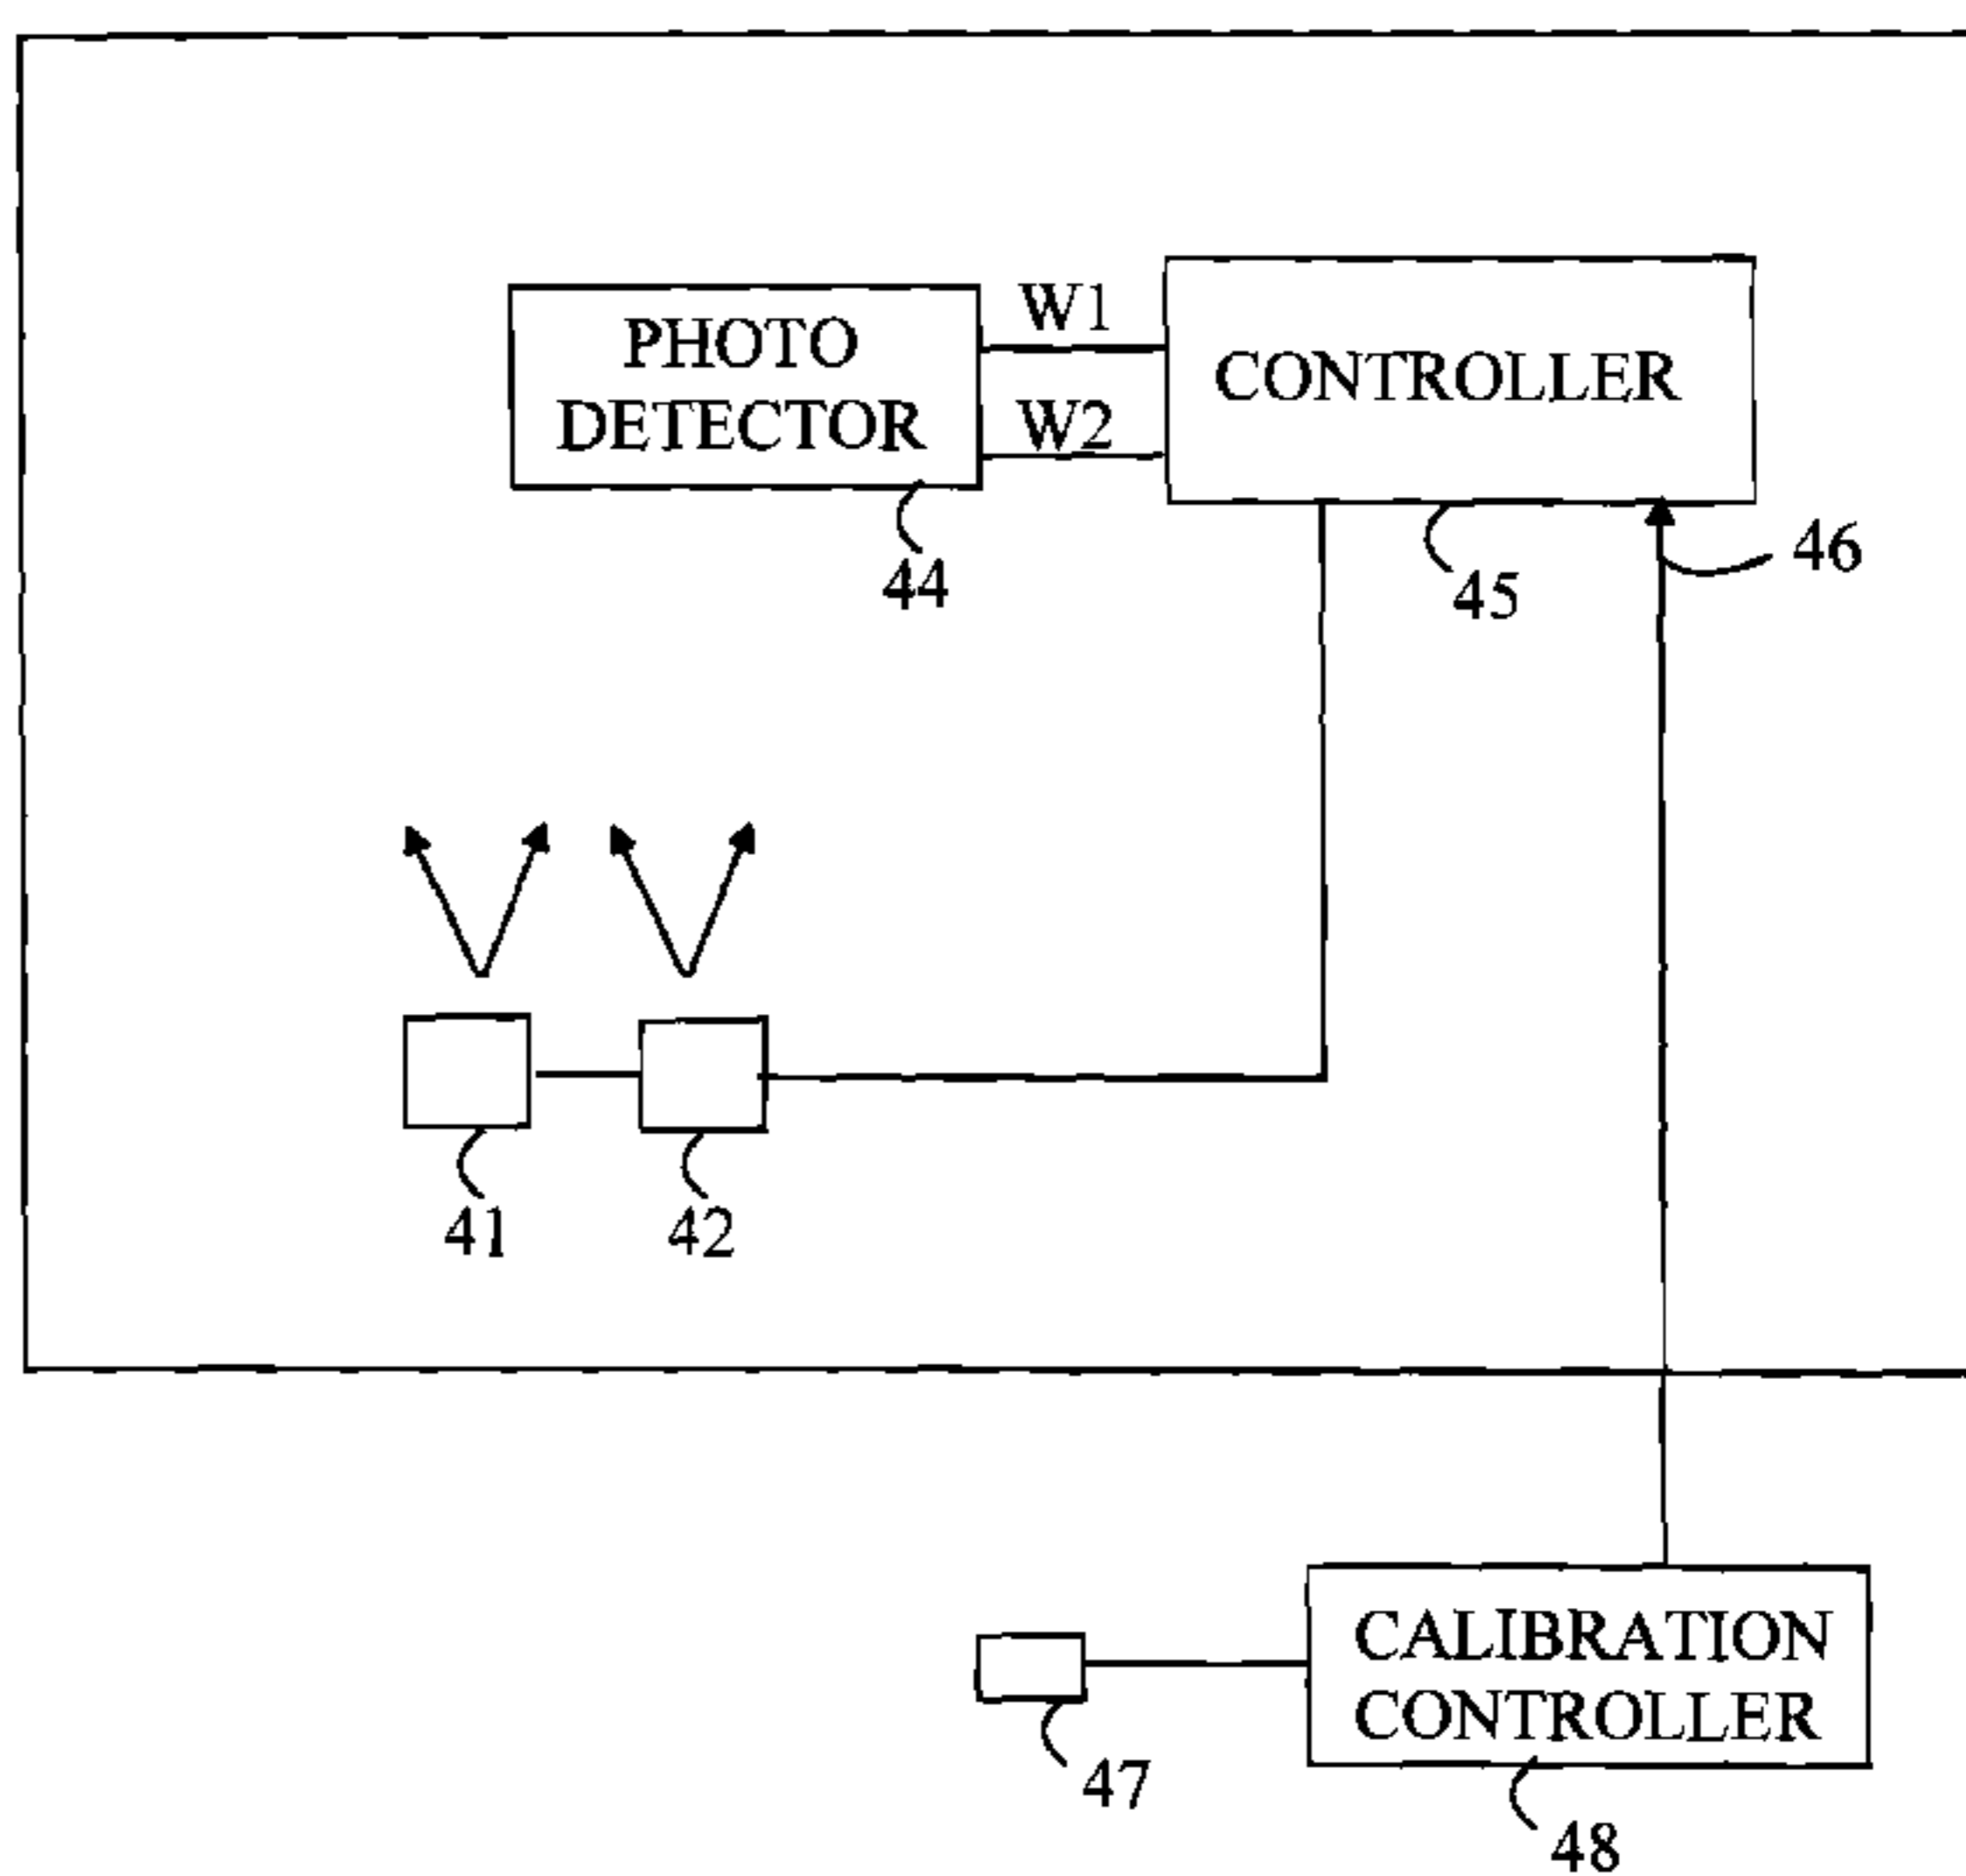 PHOTO
DETECTOR
W1
W2
CONTROLLER
44
45
46
41
42
CALIBRATION
CONTROLLER
47
48